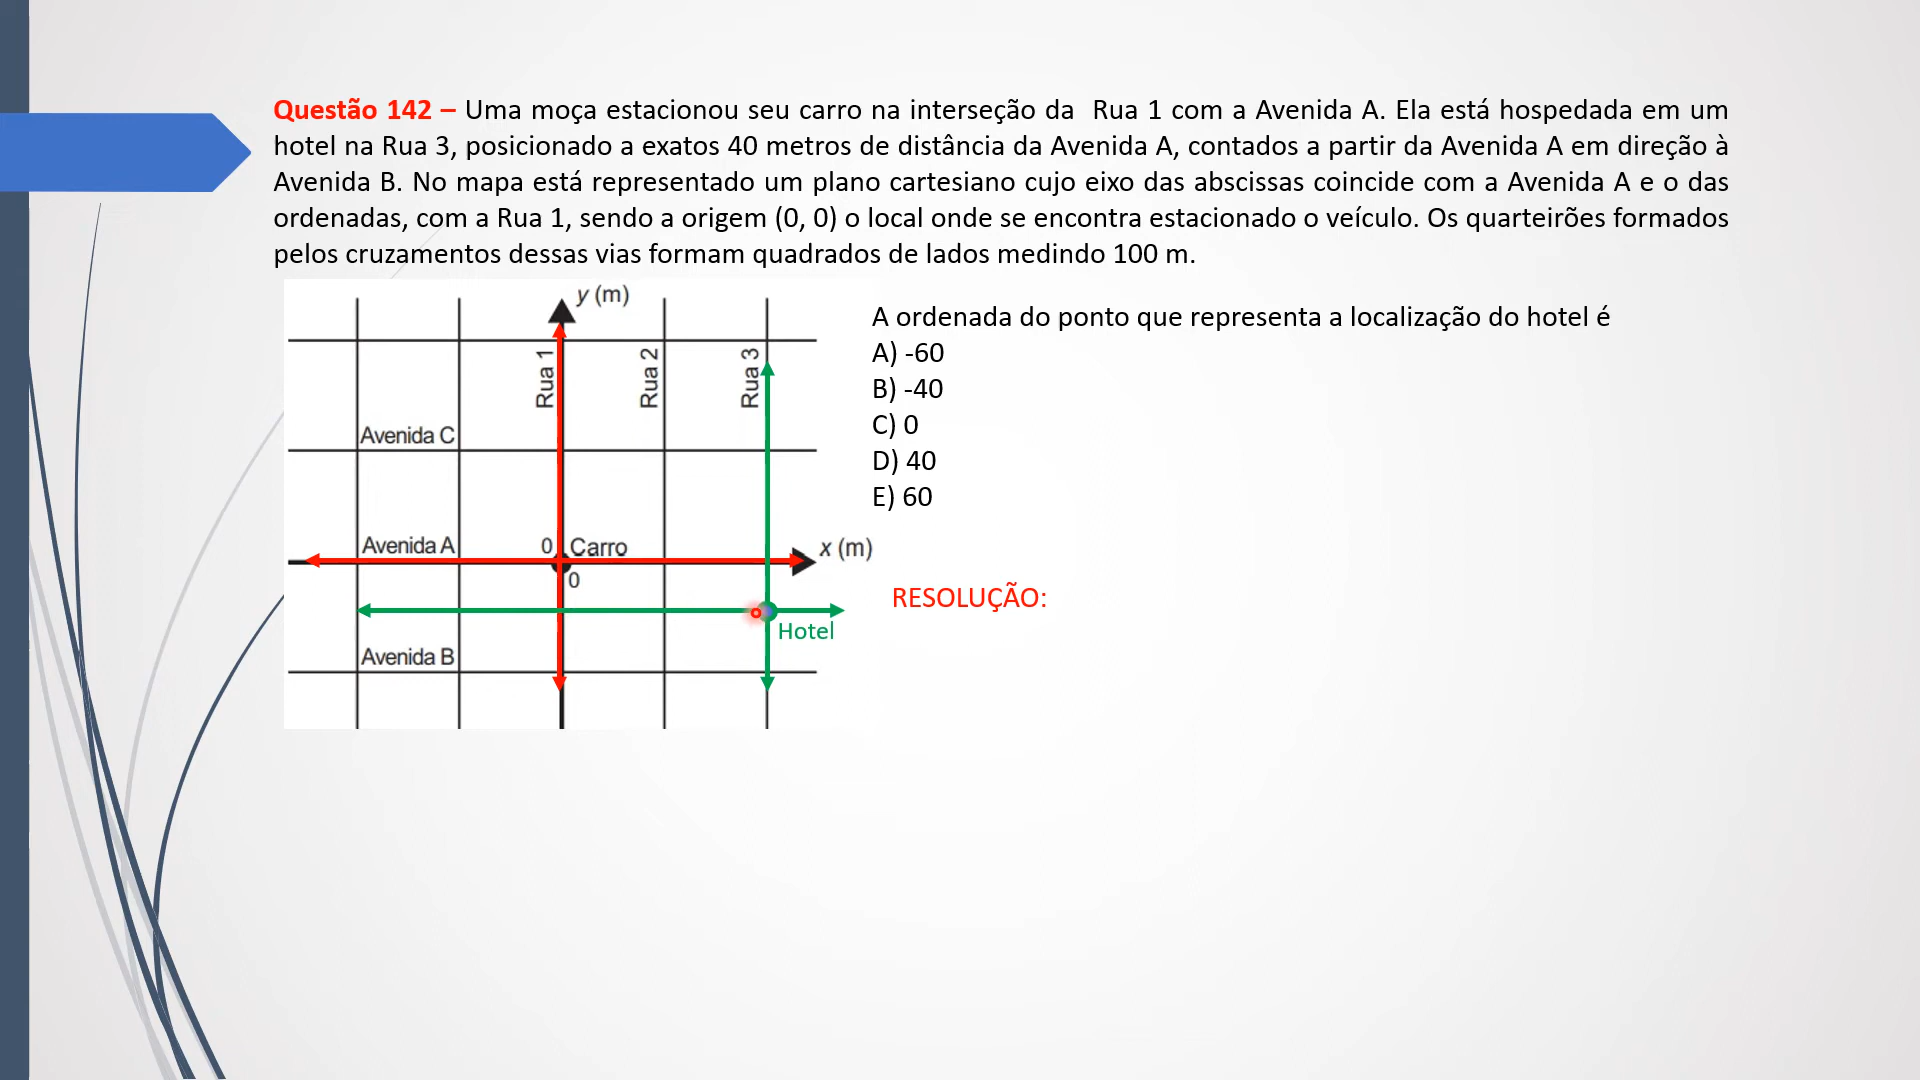 Questão 142 – Uma moça estacionou seu carro na interseção da Rua 1 com a Avenida A. Ela está hospedada em um
hotel na Rua 3, posicionado a exatos 40 metros de distância da Avenida A, contados a partir da Avenida A em direção à
Avenida B. No mapa está representado um plano cartesiano cujo eixo das abscissas coincide com a Avenida A e o das
ordenadas, com a Rua 1, sendo a origem (0, 0) o local onde se encontra estacionado o veículo. Os quarteirões formados
pelos cruzamentos dessas vias formam quadrados de lados medindo 100 m.
y (m)
Rua 1
Rua 2
Rua 3
Avenida C
Avenida A
0
Carro
x (m)
0
Hotel
Avenida B
A ordenada do ponto que representa a localização do hotel é
A) -60
B) -40
C) 0
D) 40
E) 60
RESOLUÇÃO: